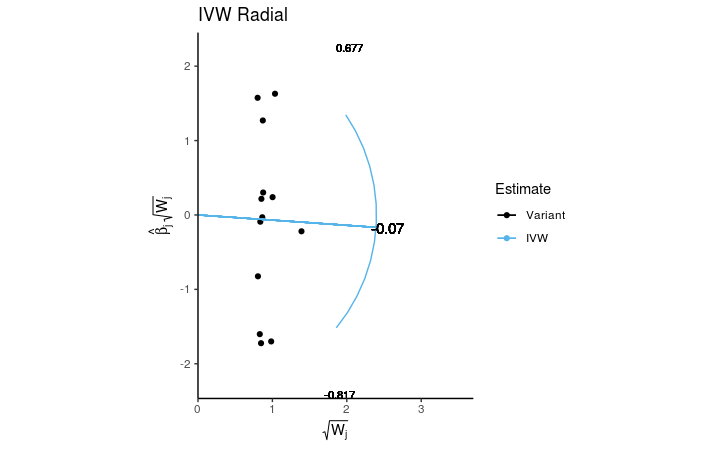 IVW Radial
0.677
2
1
0
-1
-2
β̂j√Wj
-0.07
-0.817
0
1
2
3
√Wj
Estimate
Variant
IVW